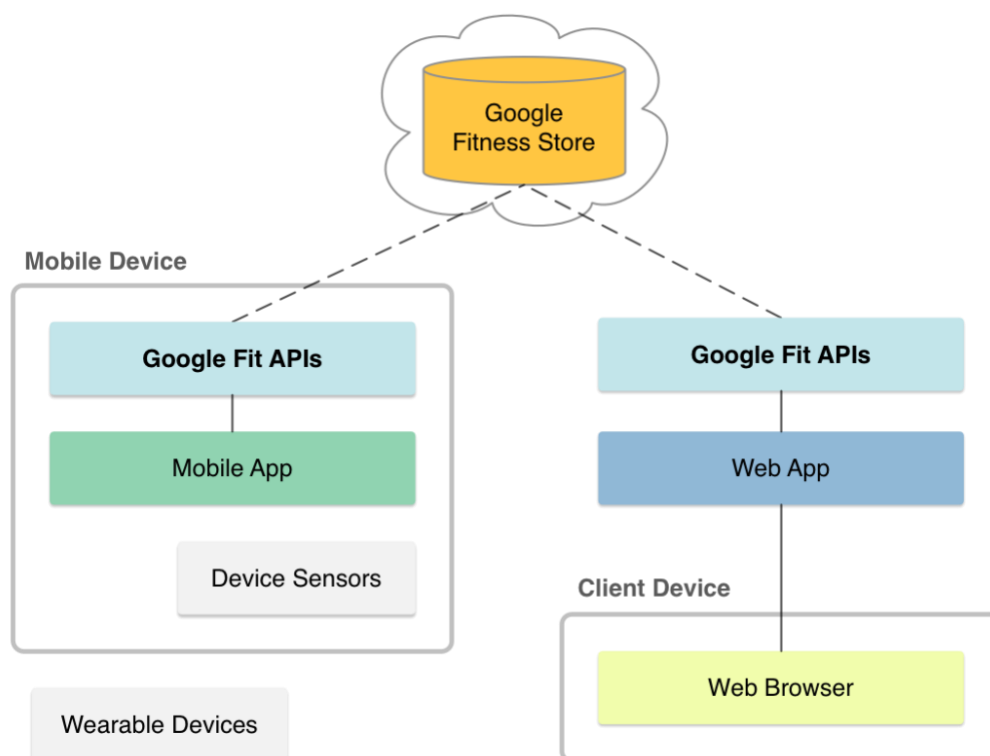 Google
Fitness Store
Mobile Device
Google Fit APIs
Google Fit APIs
Mobile App
Web App
Device Sensors
Client Device
Web Browser
Wearable Devices